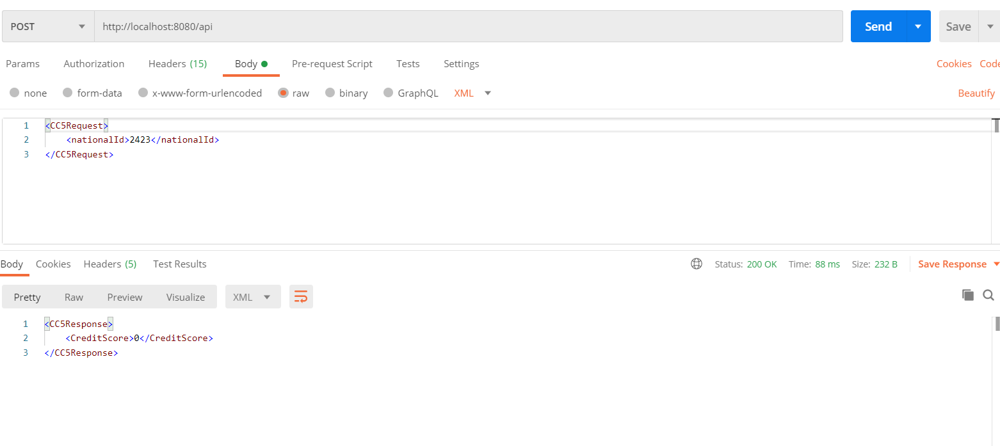 POST http://localhost:8080/api Send Save
Params Authorization Headers (15) Body Pre-request Script Tests Settings Cookies Code
none form-data x-www-form-urlencoded raw binary GraphQL XML Beautify
1 <CC5Request>
2 <nationalId>2423</nationalId>
3 </CC5Request>
Body Cookies Headers (5) Test Results Status: 200 OK Time: 88 ms Size: 232 B Save Response
Pretty Raw Preview Visualize XML
1 <CC5Response>
2 <CreditScore>0</CreditScore>
3 </CC5Response>